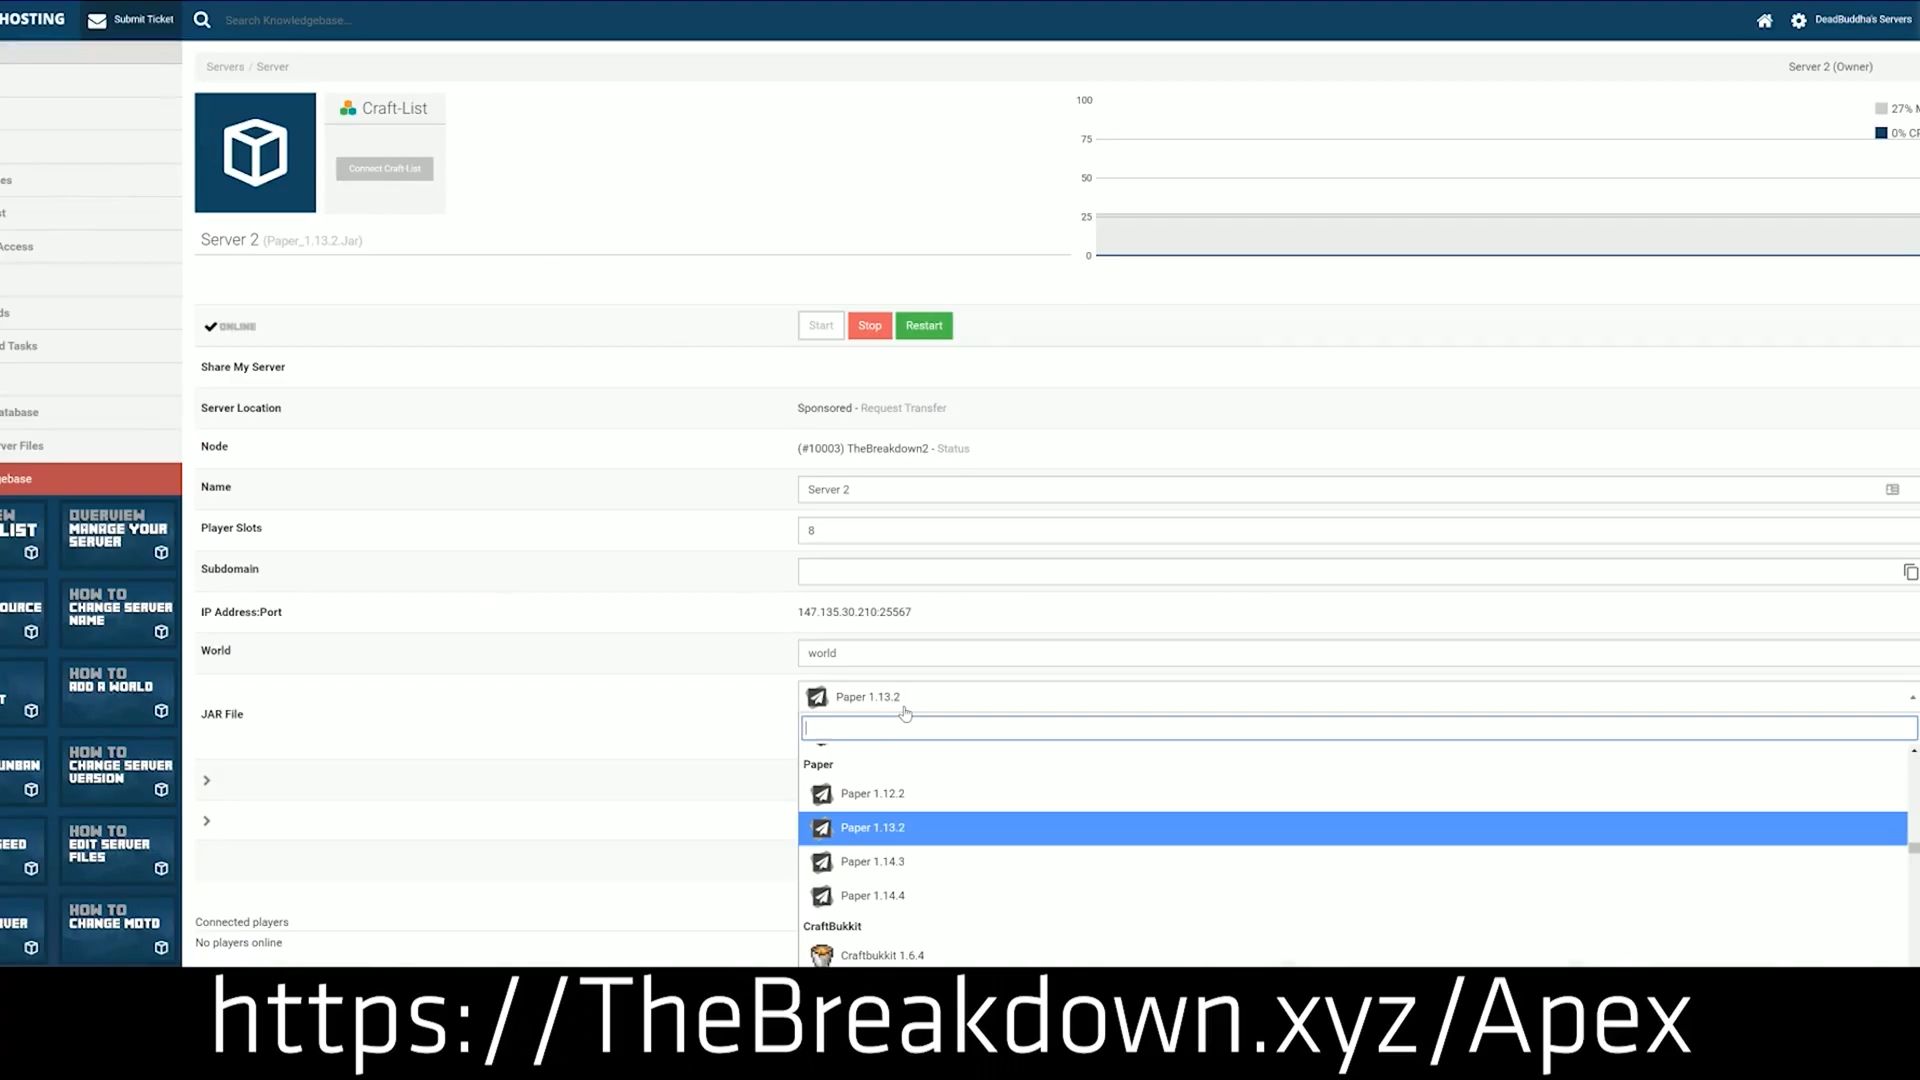 HOSTING
Submit Ticket
Search Knowledgebase...
DeadBuddha's Servers
Servers / Server
Server 2 (Owner)
Craft-List
Connect Craft-List
100
75
50
25
0
27% M
0% CP
Server 2 (Paper_1.13.2.Jar)
es
st
Access
ds
d Tasks
atabase
ver Files
gebase
ONLINE
Start
Stop
Restart
Share My Server
Server Location
Sponsored - Request Transfer
Node
(#10003) TheBreakdown2 - Status
Name
Server 2
Player Slots
8
Subdomain
IP Address:Port
147.135.30.210:25567
World
world
JAR File
Paper 1.13.2
Paper
Paper 1.12.2
Paper 1.13.2
Paper 1.14.3
Paper 1.14.4
CraftBukkit
Craftbukkit 1.6.4
Connected players
No players online
EW
LIST
OVERVIEW
MANAGE YOUR
SERVER
OURCE
HOW TO
CHANGE SERVER
NAME
T
HOW TO
ADD A WORLD
UNBAN
HOW TO
CHANGE SERVER
VERSION
EED
HOW TO
EDIT SERVER
FILES
VER
HOW TO
CHANGE MOTD
https://TheBreakdown.xyz/Apex